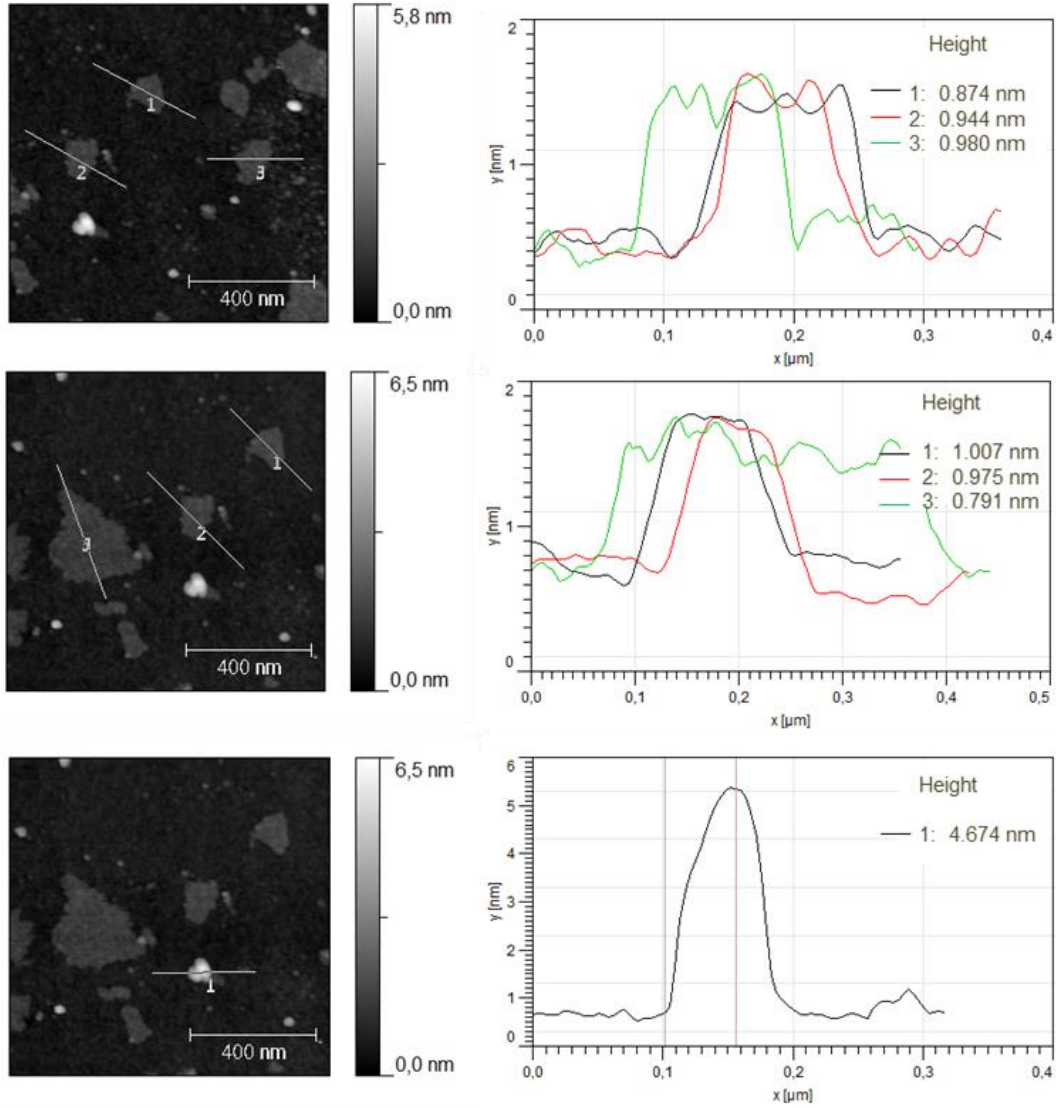 5,8 nm
0,0 nm
1
2
3
400 nm
2
1
0
y [nm]
Height
1: 0.874 nm
2: 0.944 nm
3: 0.980 nm
0,0
0,1
0,2
0,3
0,4
x [µm]
6,5 nm
0,0 nm
1
2
3
400 nm
2
1
0
y [nm]
Height
1: 1.007 nm
2: 0.975 nm
3: 0.791 nm
0,0
0,1
0,2
0,3
0,4
0,5
x [µm]
6,5 nm
0,0 nm
1
400 nm
6
5
4
3
2
1
0
y [nm]
Height
1: 4.674 nm
0,0
0,1
0,2
0,3
0,4
x [µm]